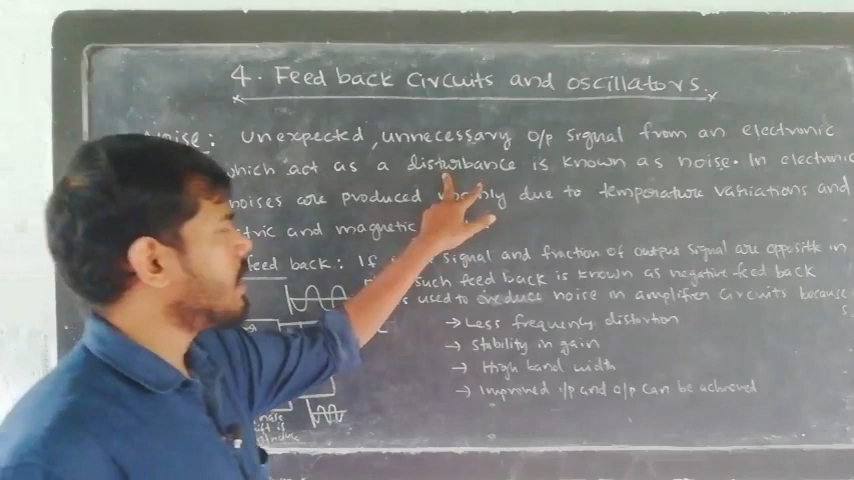 4. Feed back Circuits and oscillators.
Noise: Unexpected, unnecessary o/p signal from an electronic
which act as a disturbance is known as noise. In electronic
noises are produced due to temperature variations and
and magnetic
feed back: If signal and fraction of output signal are opposite in
such feed back is known as negative feed back
used to reduce noise in amplifier circuits because
→ Less frequency distortion
→ Stability in gain
→ High band width
→ Improved i/p and o/p can be achieved